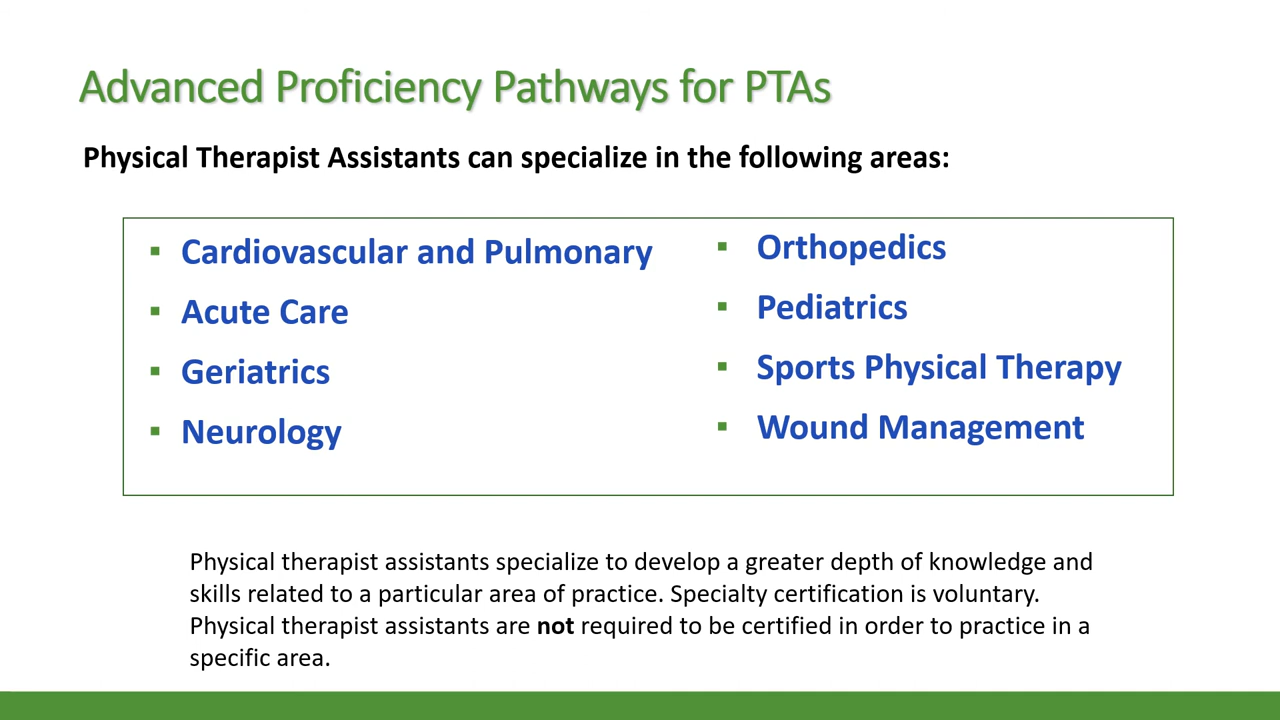 Advanced Proficiency Pathways for PTAs
Physical Therapist Assistants can specialize in the following areas:
▪ Cardiovascular and Pulmonary
▪ Acute Care
▪ Geriatrics
▪ Neurology
▪ Orthopedics
▪ Pediatrics
▪ Sports Physical Therapy
▪ Wound Management
Physical therapist assistants specialize to develop a greater depth of knowledge and
skills related to a particular area of practice. Specialty certification is voluntary.
Physical therapist assistants are not required to be certified in order to practice in a
specific area.